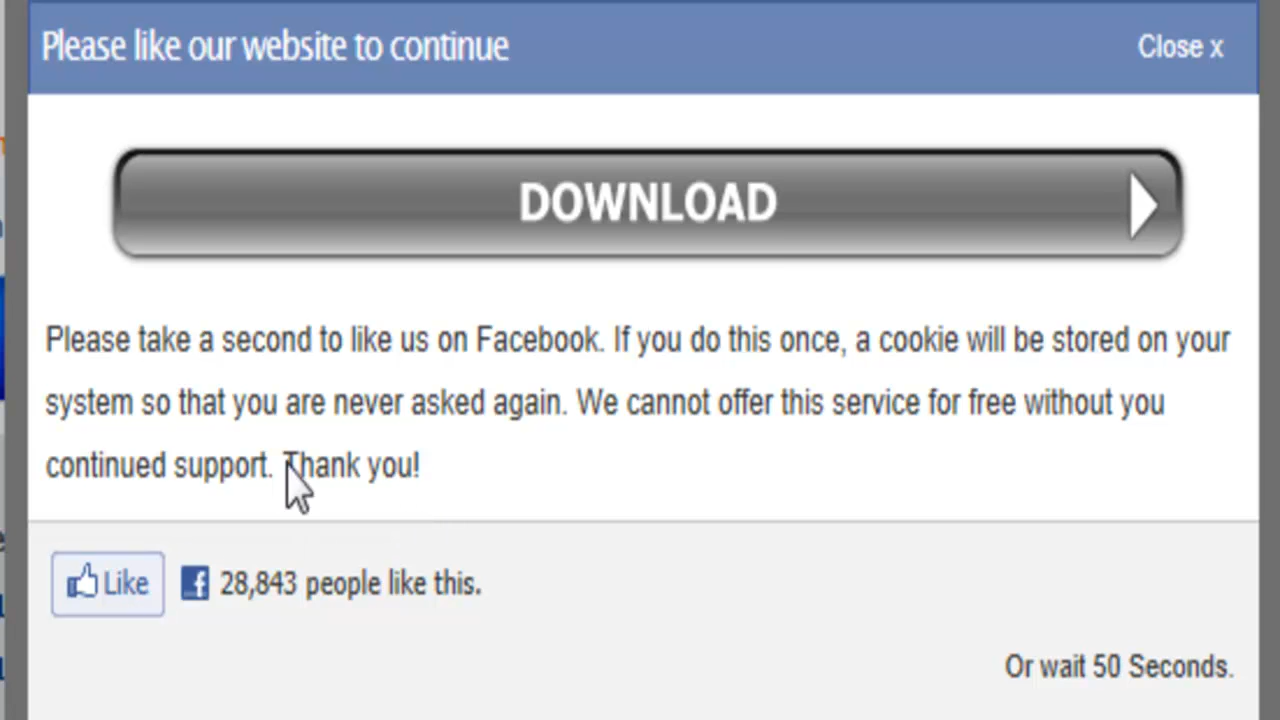 Please like our website to continue
Close x
DOWNLOAD
Please take a second to like us on Facebook. If you do this once, a cookie will be stored on your
system so that you are never asked again. We cannot offer this service for free without you
continued support. Thank you!
Like
28,843 people like this.
Or wait 50 Seconds.